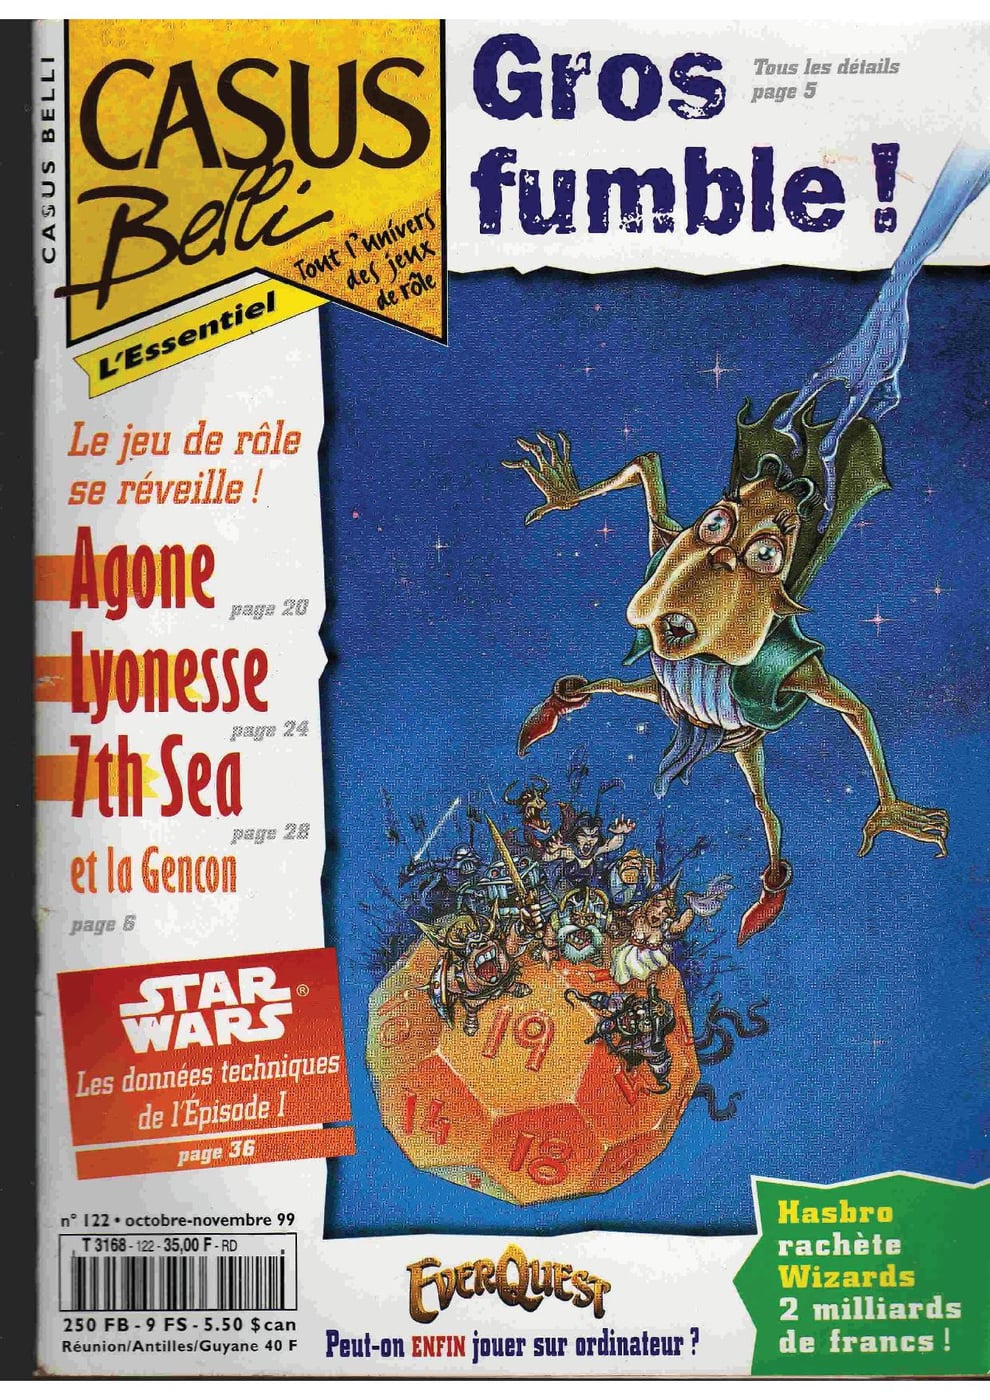 CASUS BELLI
CASUS
Belli
Tout l'univers
des jeux
de rôle
L'Essentiel
Gros
fumble !
Tous les détails
page 5
Le jeu de rôle
se réveille !
Agone
page 20
Lyonesse
page 24
7th Sea
page 28
et la Gencon
page 6
STAR
WARS ®
Les données techniques
de l'Épisode I
page 36
19
14
18
n° 122 • octobre-novembre 99
T 3168 - 122 - 35,00 F - RD
250 FB - 9 FS - 5.50 $ can
Réunion/Antilles/Guyane 40 F
EVERQUEST
Peut-on ENFIN jouer sur ordinateur ?
Hasbro
rachète
Wizards
2 milliards
de francs !